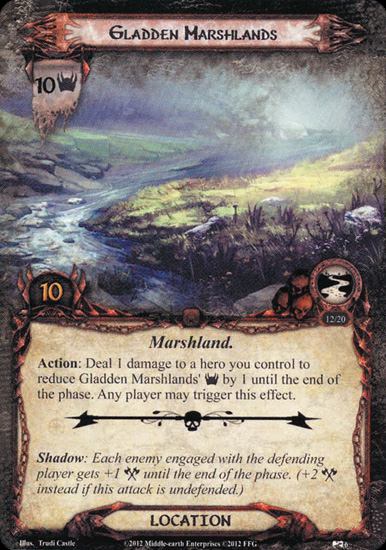 Gladden Marshlands
10
10
12/20
Marshland.
Action: Deal 1 damage to a hero you control to
reduce Gladden Marshlands' by 1 until the end of
the phase. Any player may trigger this effect.
Shadow: Each enemy engaged with the defending
player gets +1 until the end of the phase. (+2
instead if this attack is undefended.)
LOCATION
Illus. Trudi Castle
©2012 Middle-earth Enterprises ©2012 FFG
6